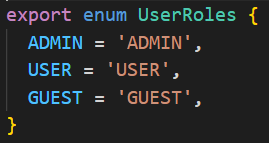 export enum UserRoles {
  ADMIN = 'ADMIN',
  USER = 'USER',
  GUEST = 'GUEST',
}